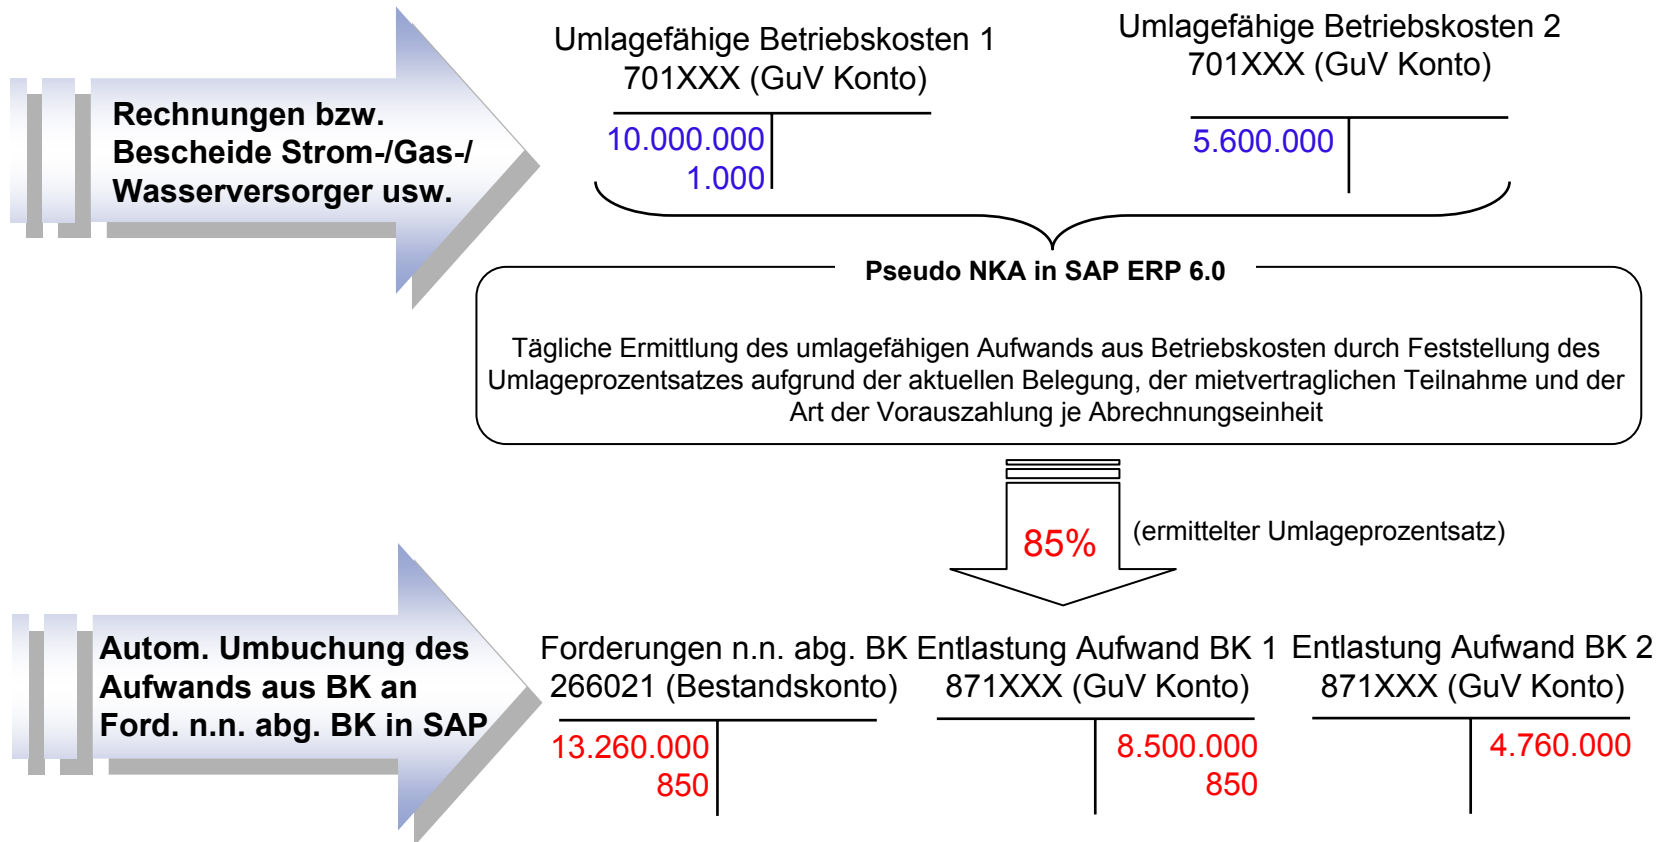 Rechnungen bzw.
Bescheide Strom-/Gas-/
Wasserversorger usw.
Umlagefähige Betriebskosten 1
701XXX (GuV Konto)
10.000.000
1.000
Umlagefähige Betriebskosten 2
701XXX (GuV Konto)
5.600.000
Pseudo NKA in SAP ERP 6.0
Tägliche Ermittlung des umlagefähigen Aufwands aus Betriebskosten durch Feststellung des
Umlageprozentsatzes aufgrund der aktuellen Belegung, der mietvertraglichen Teilnahme und der
Art der Vorauszahlung je Abrechnungseinheit
85%
(ermittelter Umlageprozentsatz)
Autom. Umbuchung des
Aufwands aus BK an
Ford. n.n. abg. BK in SAP
Forderungen n.n. abg. BK
266021 (Bestandskonto)
13.260.000
850
Entlastung Aufwand BK 1
871XXX (GuV Konto)
8.500.000
850
Entlastung Aufwand BK 2
871XXX (GuV Konto)
4.760.000